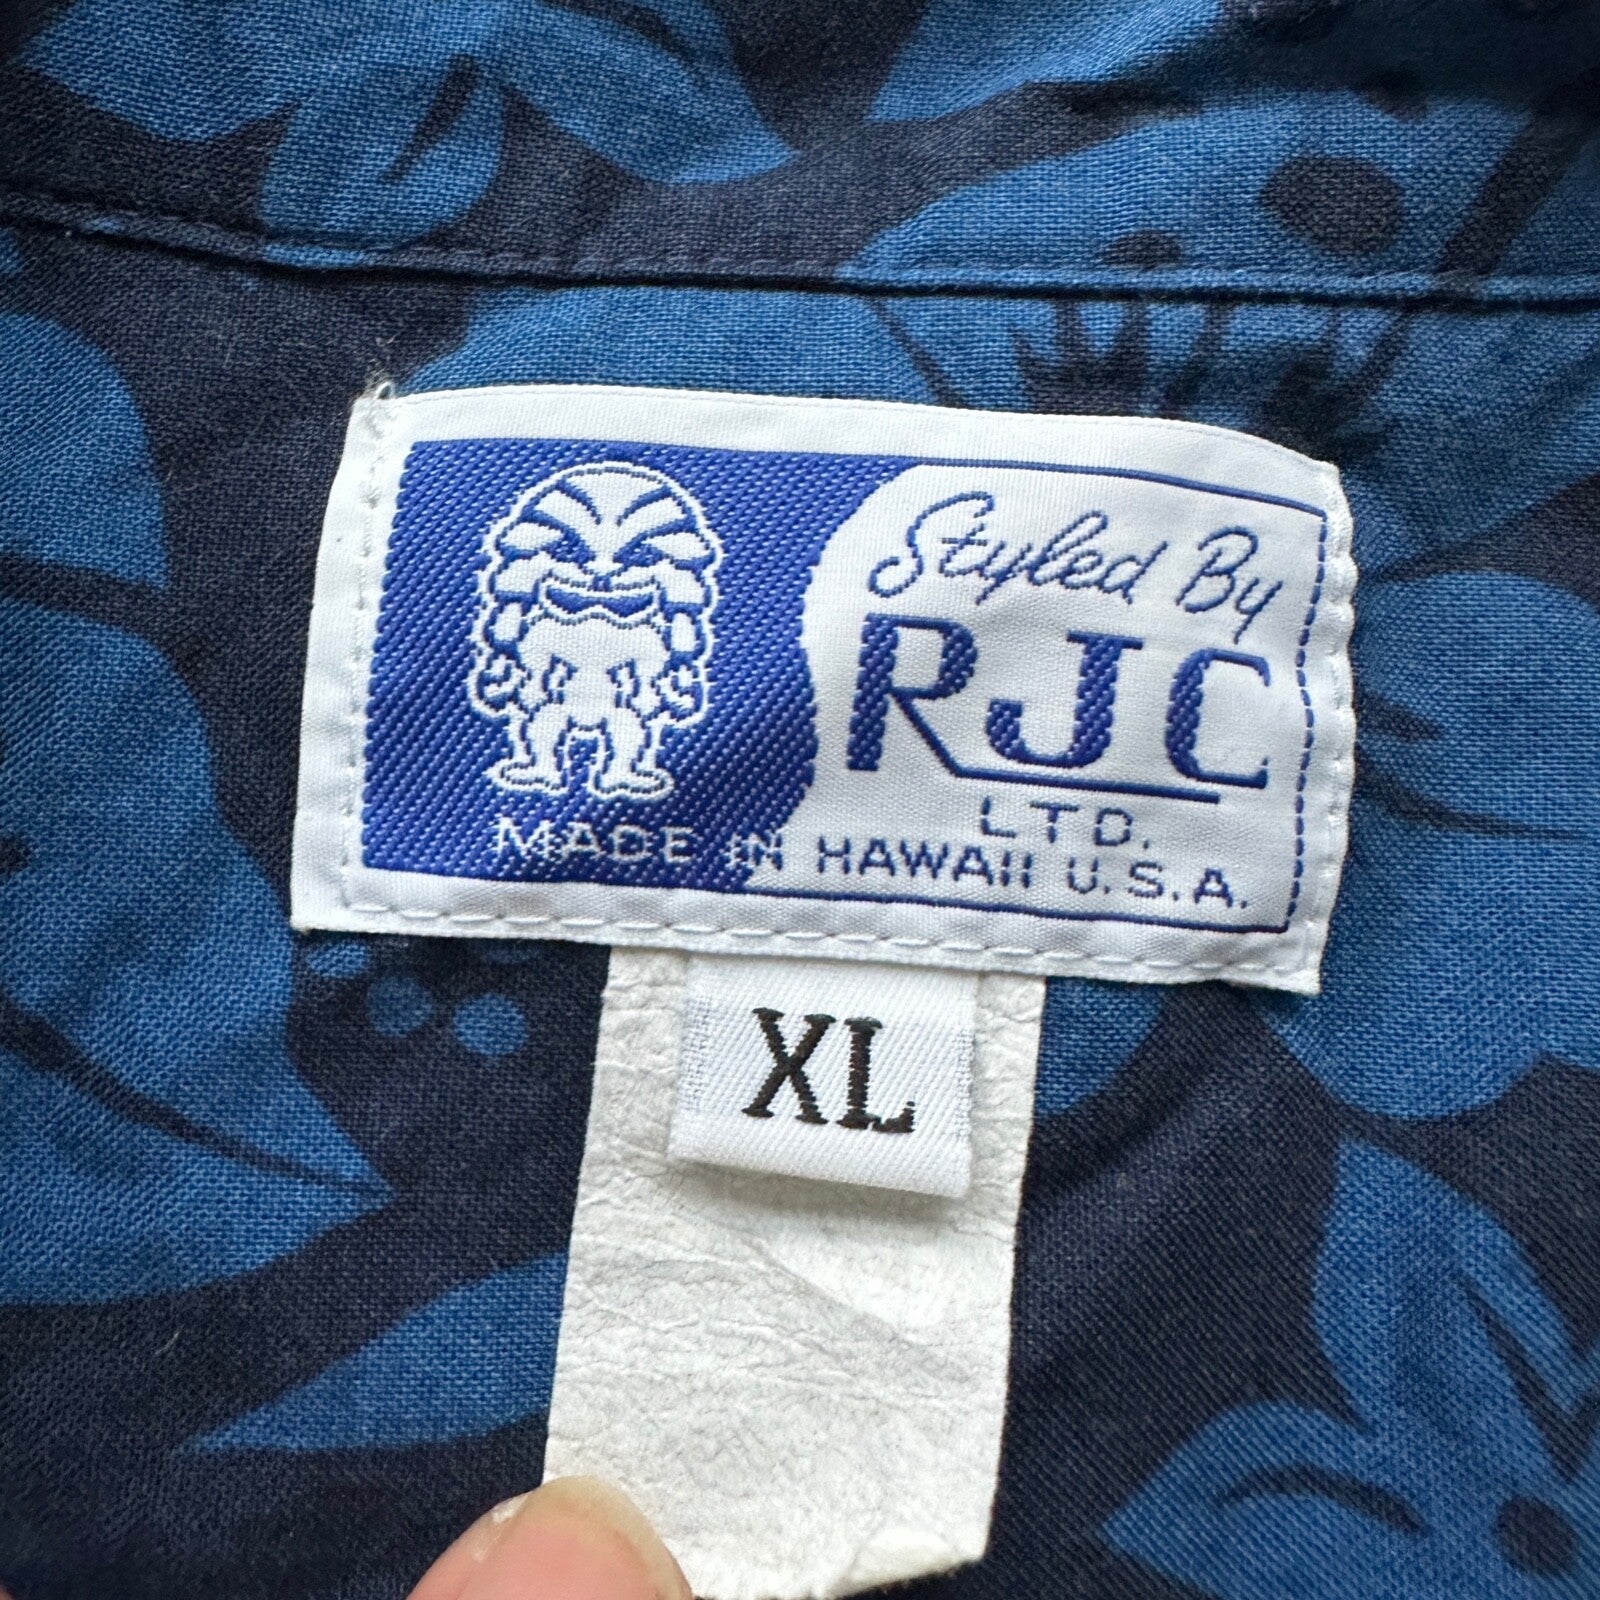 Styled By
RJC
LTD.
MADE IN HAWAII U.S.A.
XL